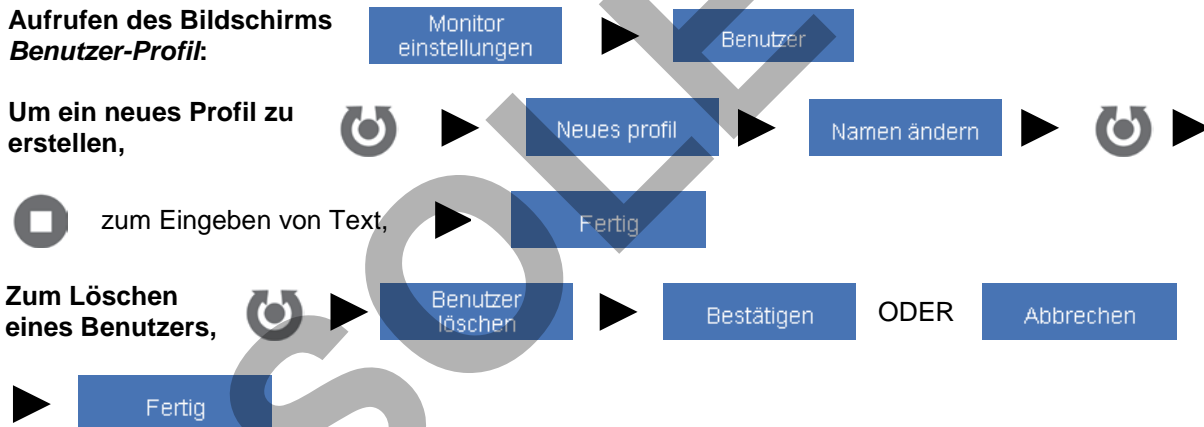 Aufrufen des Bildschirms
Benutzer-Profil:
Monitor
einstellungen
Benutzer
Um ein neues Profil zu
erstellen,
Neues profil
Namen ändern
zum Eingeben von Text,
Fertig
Zum Löschen
eines Benutzers,
Benutzer
löschen
Bestätigen
ODER
Abbrechen
Fertig